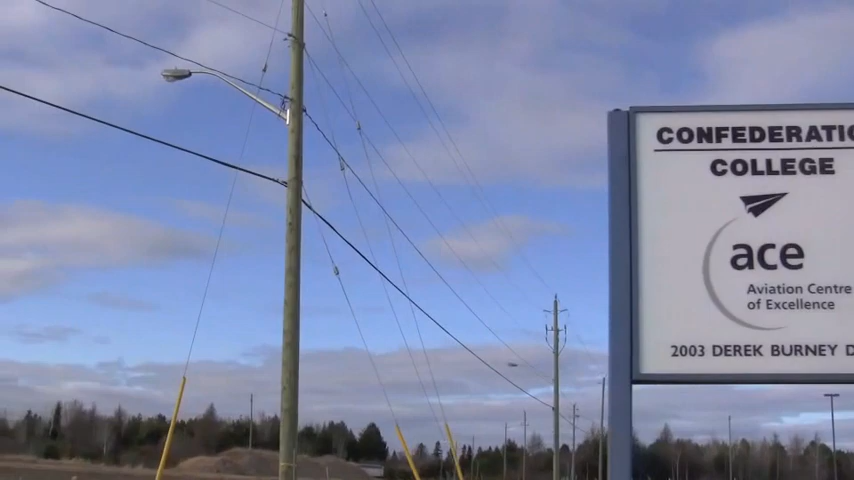 CONFEDERATIO
COLLEGE
ace
Aviation Centre
of Excellence
2003 DEREK BURNEY D